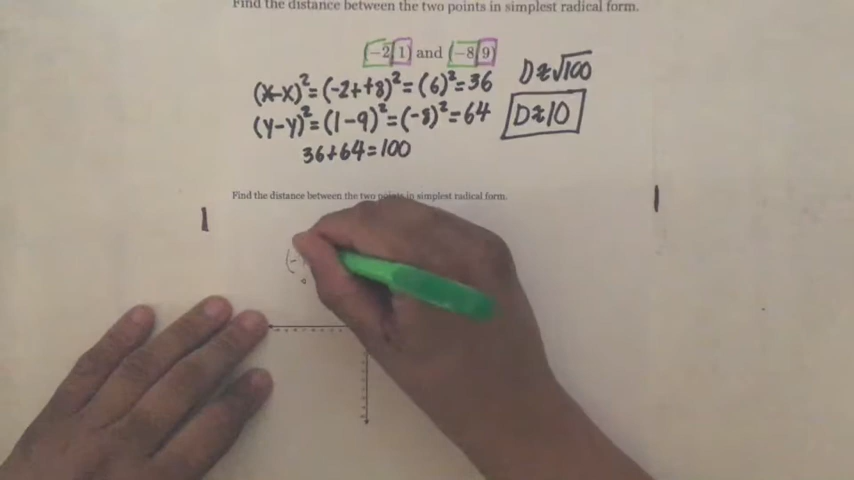 Find the distance between the two points in simplest radical form.
(-2,1) and (-8,9)
(x-x)²=(-2++8)²=(6)²=36
D≈√100
(y-y)²=(1-9)²=(-8)²=64
D≈10
36+64=100
Find the distance between the two points in simplest radical form.
(-